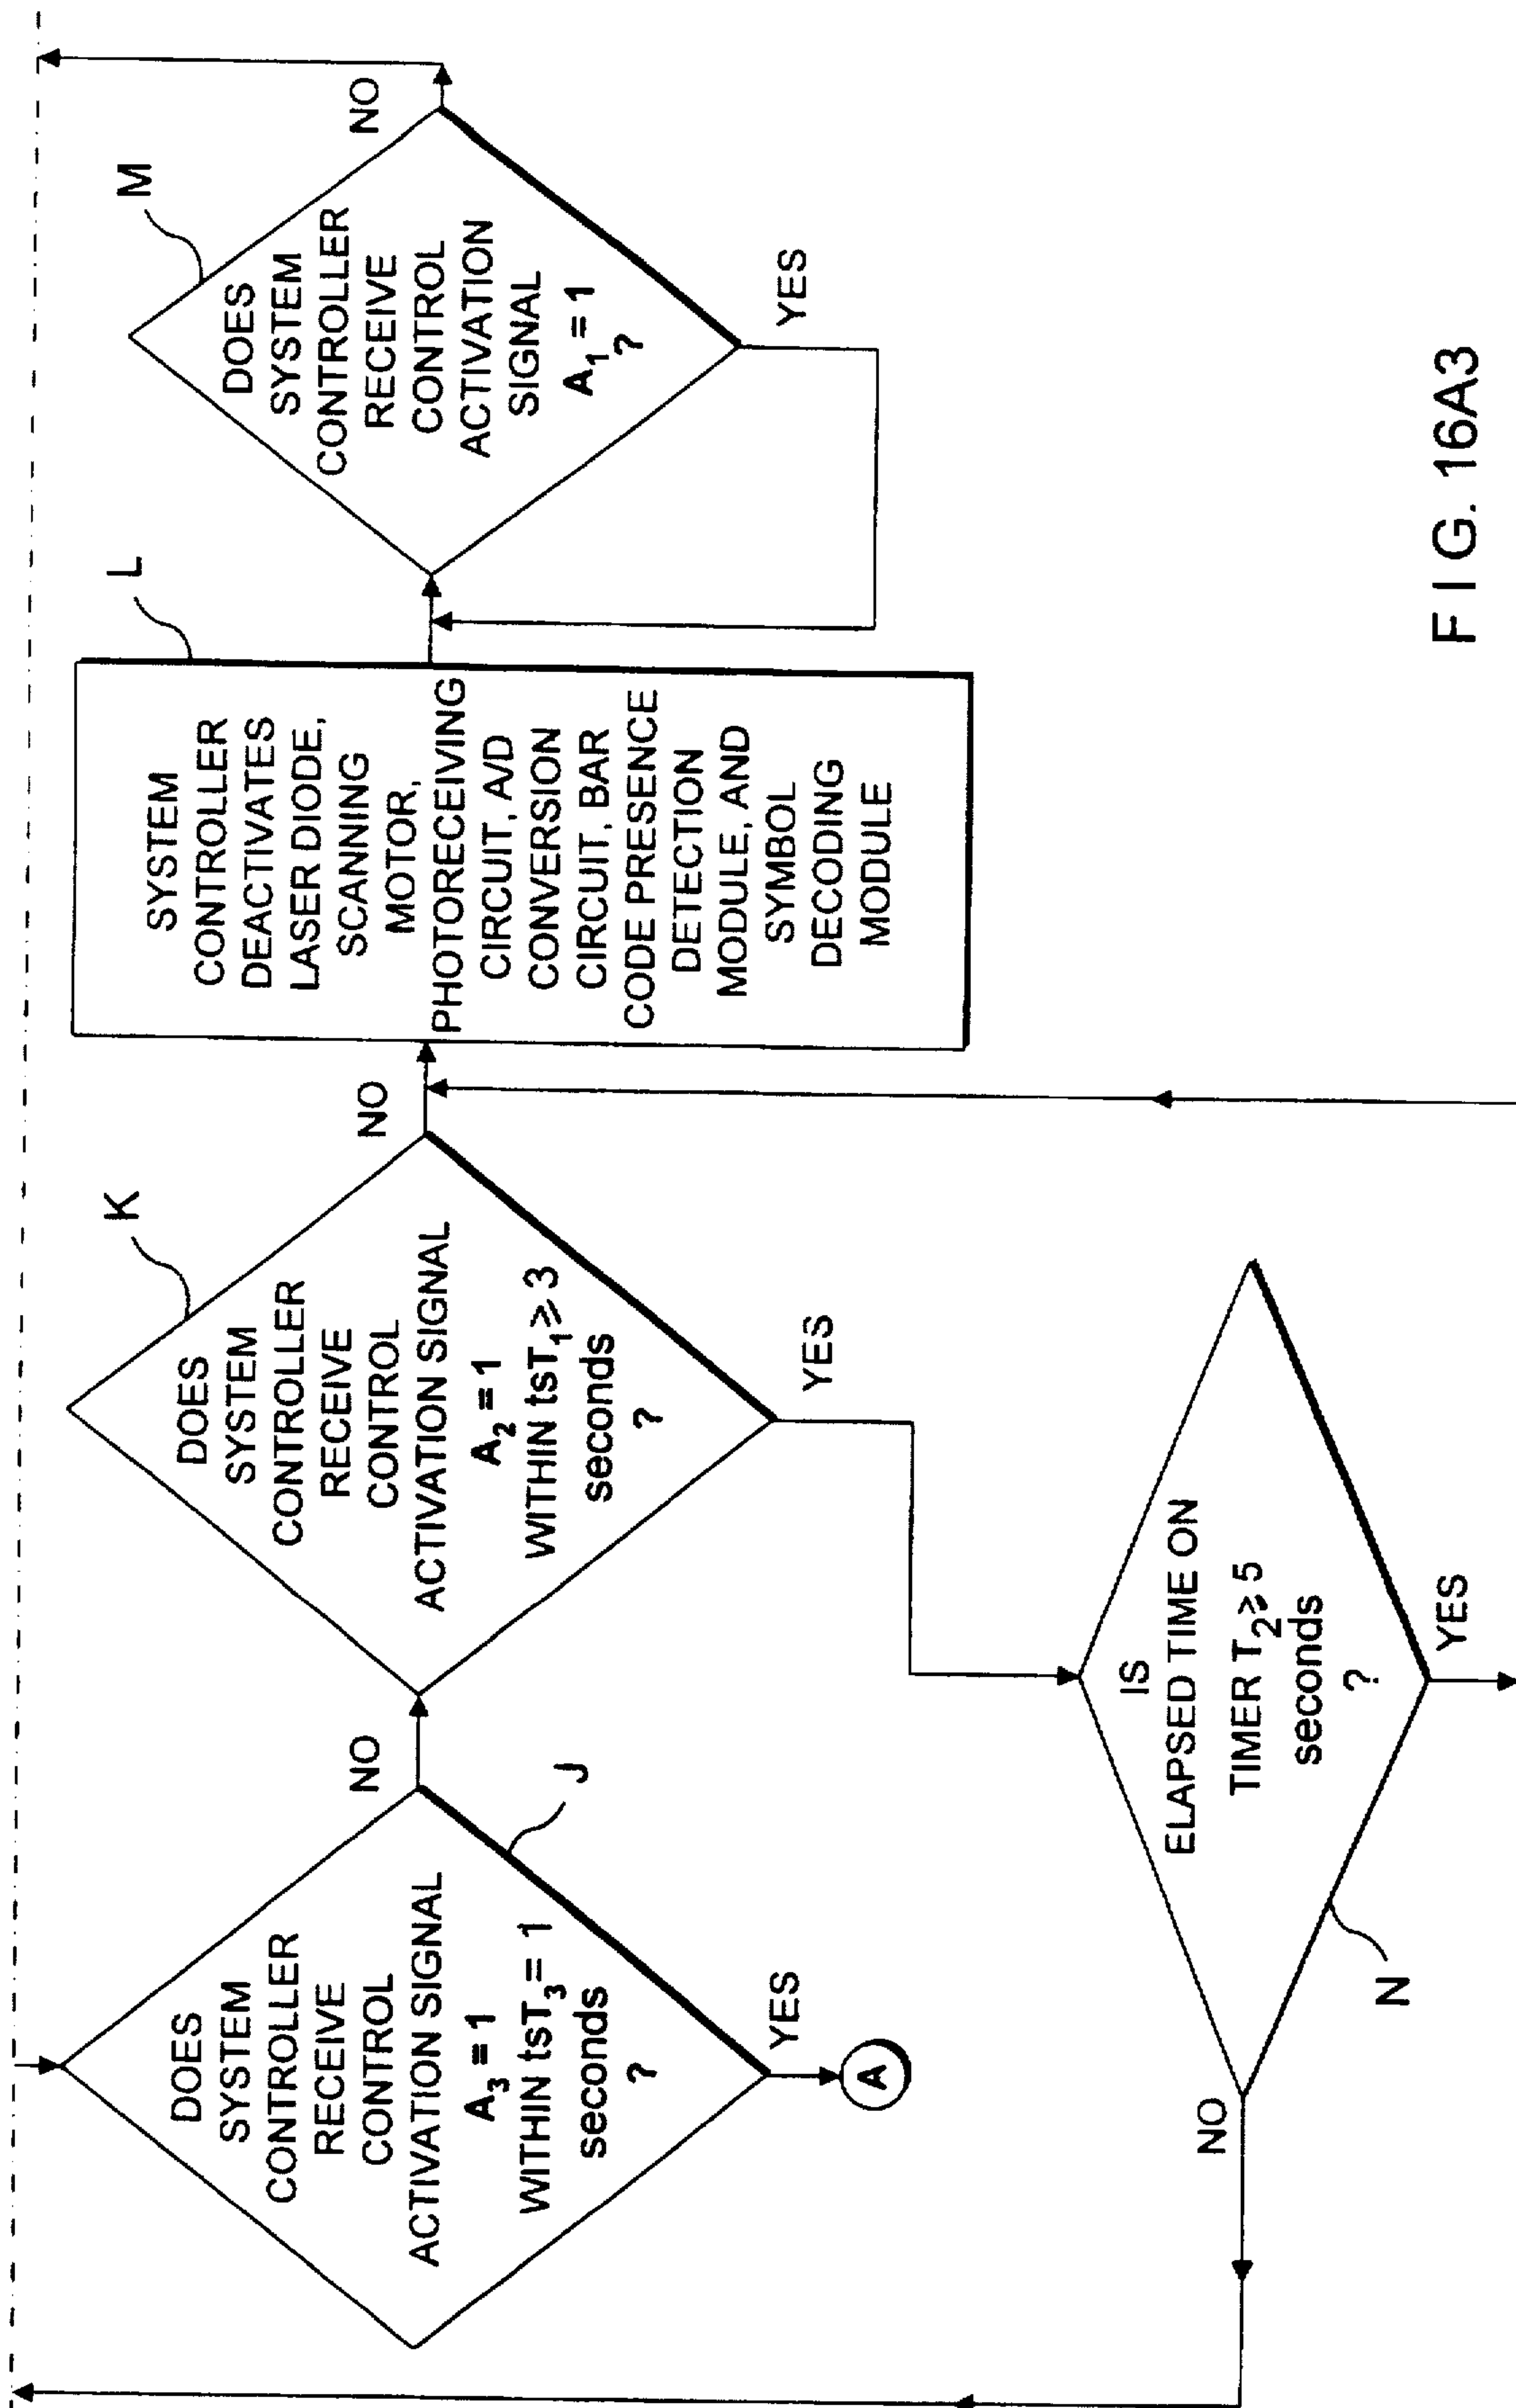 DOES
SYSTEM
CONTROLLER
RECEIVE
CONTROL
ACTIVATION SIGNAL
A₃ = 1
WITHIN tsT₃ = 1
seconds
?
J
NO
YES
A
DOES
SYSTEM
CONTROLLER
RECEIVE
CONTROL
ACTIVATION SIGNAL
A₂ = 1
WITHIN tsT₁ ⩾ 3
seconds
?
K
NO
YES
SYSTEM
CONTROLLER
DEACTIVATES
LASER DIODE,
SCANNING
MOTOR,
PHOTORECEIVING
CIRCUIT, A/D
CONVERSION
CIRCUIT, BAR
CODE PRESENCE
DETECTION
MODULE, AND
SYMBOL
DECODING
MODULE
L
DOES
SYSTEM
CONTROLLER
RECEIVE
CONTROL
ACTIVATION
SIGNAL
A₁ = 1
?
M
NO
YES
IS
ELAPSED TIME ON
TIMER T₂ ⩾ 5
seconds
?
N
NO
YES
FIG. 16A3